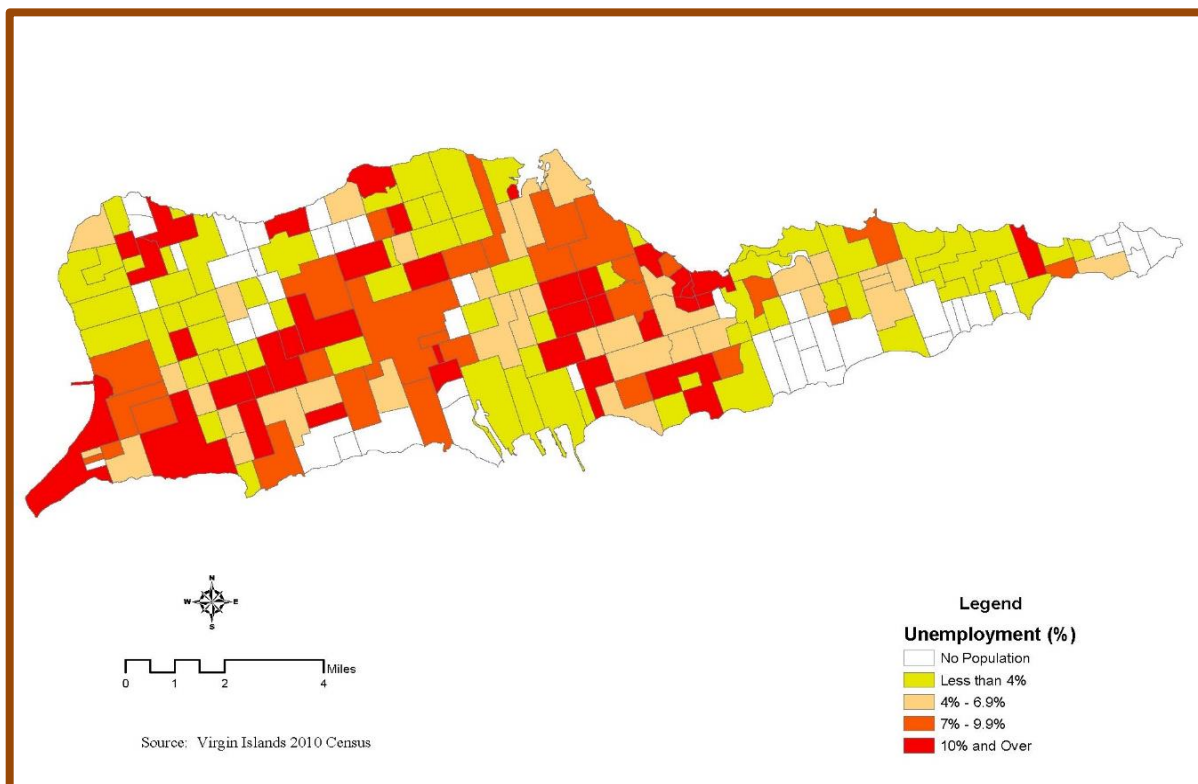 N
W E
S
Miles
0 1 2 4
Source: Virgin Islands 2010 Census
Legend
Unemployment (%)
No Population
Less than 4%
4% - 6.9%
7% - 9.9%
10% and Over